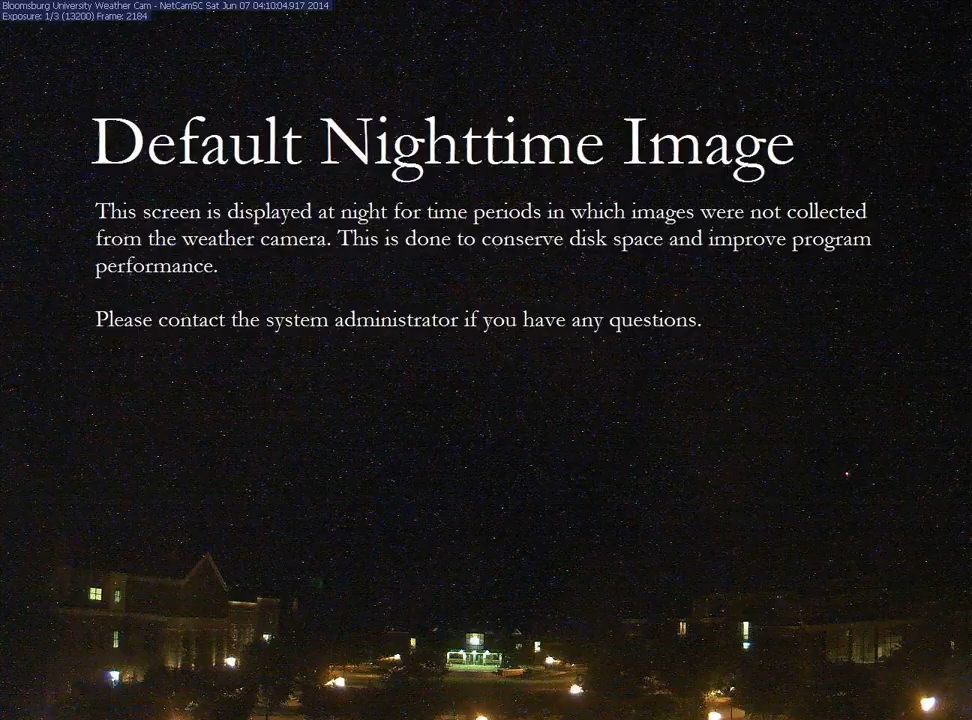 Bloomsburg University Weather Cam - NetCamSC Sat Jun 07 04:10:04.917 2014
Exposure: 1/3 (13200) Frame: 2184
Default Nighttime Image
This screen is displayed at night for time periods in which images were not collected
from the weather camera. This is done to conserve disk space and improve program
performance.
Please contact the system administrator if you have any questions.